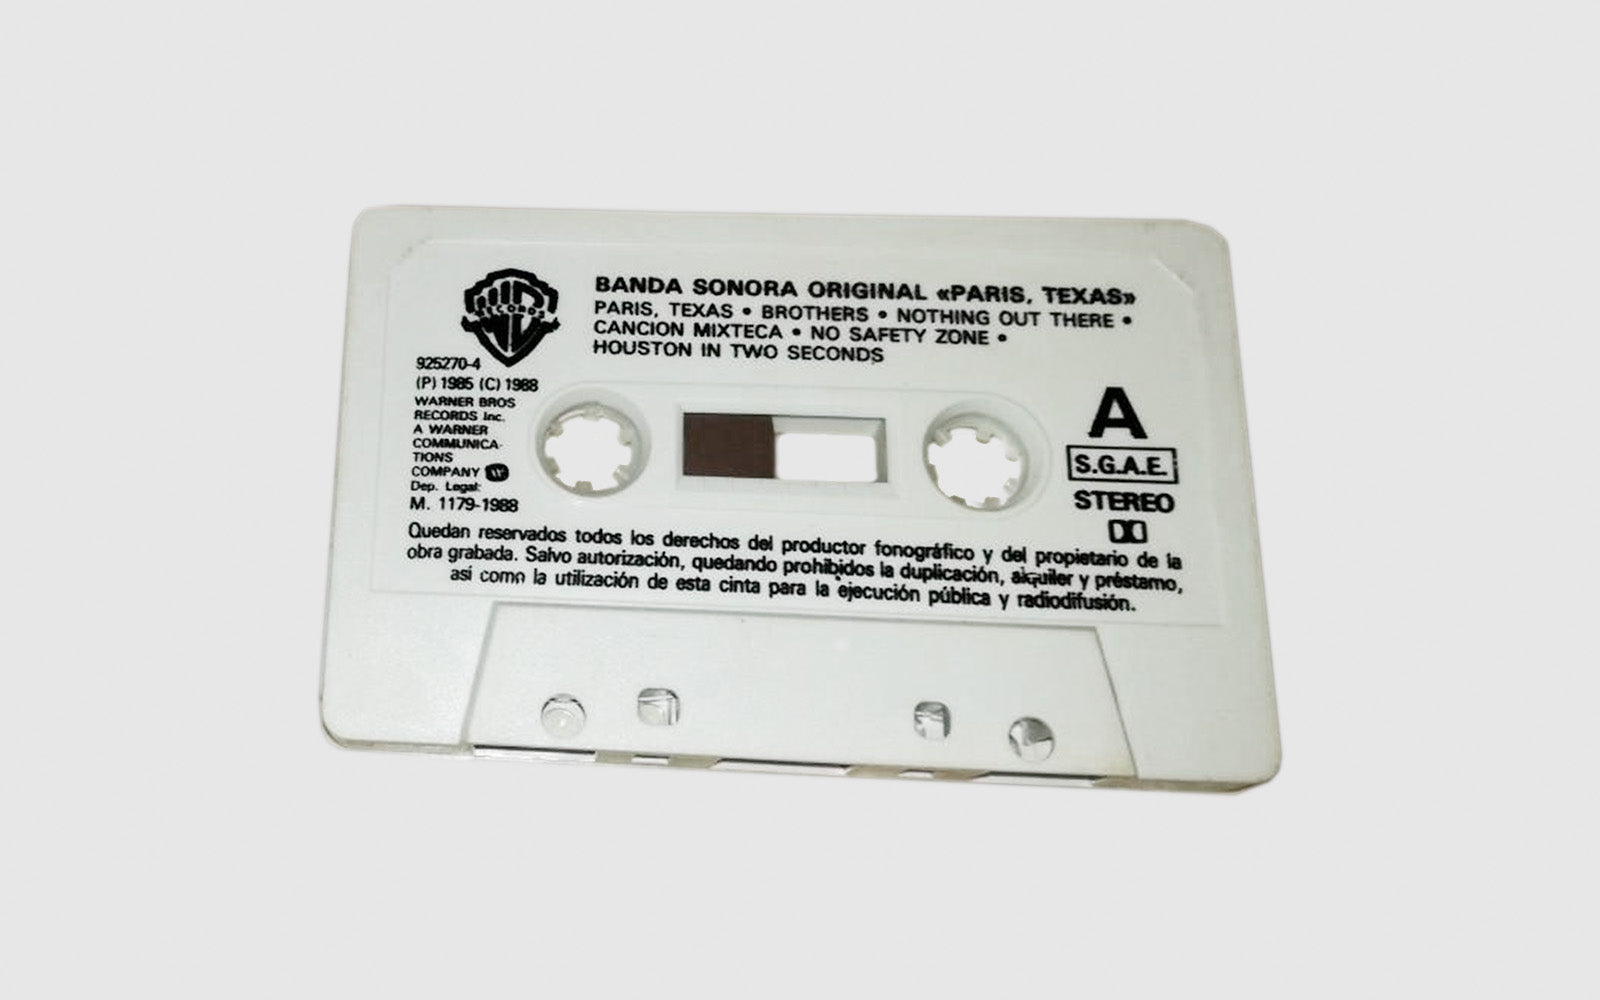 BANDA SONORA ORIGINAL «PARIS, TEXAS»
PARIS, TEXAS • BROTHERS • NOTHING OUT THERE •
CANCION MIXTECA • NO SAFETY ZONE •
HOUSTON IN TWO SECONDS
RECORDS
925270-4
(P) 1985 (C) 1988
WARNER BROS
RECORDS Inc.
A WARNER
COMMUNICA-
TIONS
COMPANY
Dep. Legal:
M. 1179-1988
A
S.G.A.E.
STEREO
Quedan reservados todos los derechos del productor fonográfico y del propietario de la
obra grabada. Salvo autorización, quedando prohibidos la duplicación, alquiler y préstamo,
asi como la utilización de esta cinta para la ejecución pública y radiodifusión.